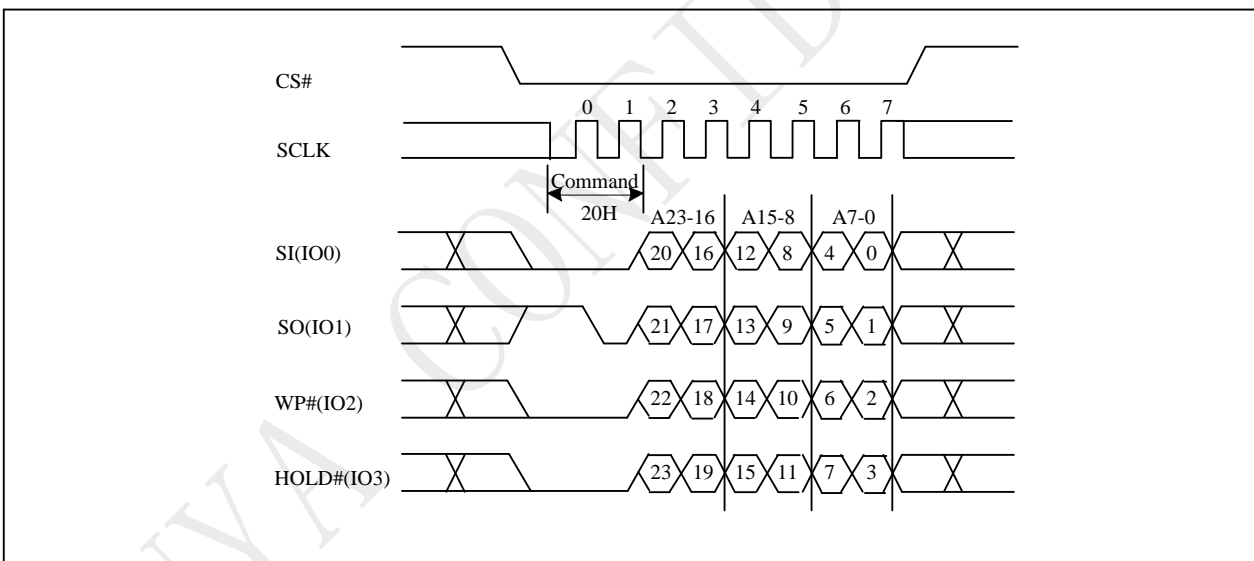 CS#
0 1 2 3 4 5 6 7
SCLK
Command
20H
A23-16 A15-8 A7-0
SI(IO0) 20 16 12 8 4 0
SO(IO1) 21 17 13 9 5 1
WP#(IO2) 22 18 14 10 6 2
HOLD#(IO3) 23 19 15 11 7 3
YA CONFID